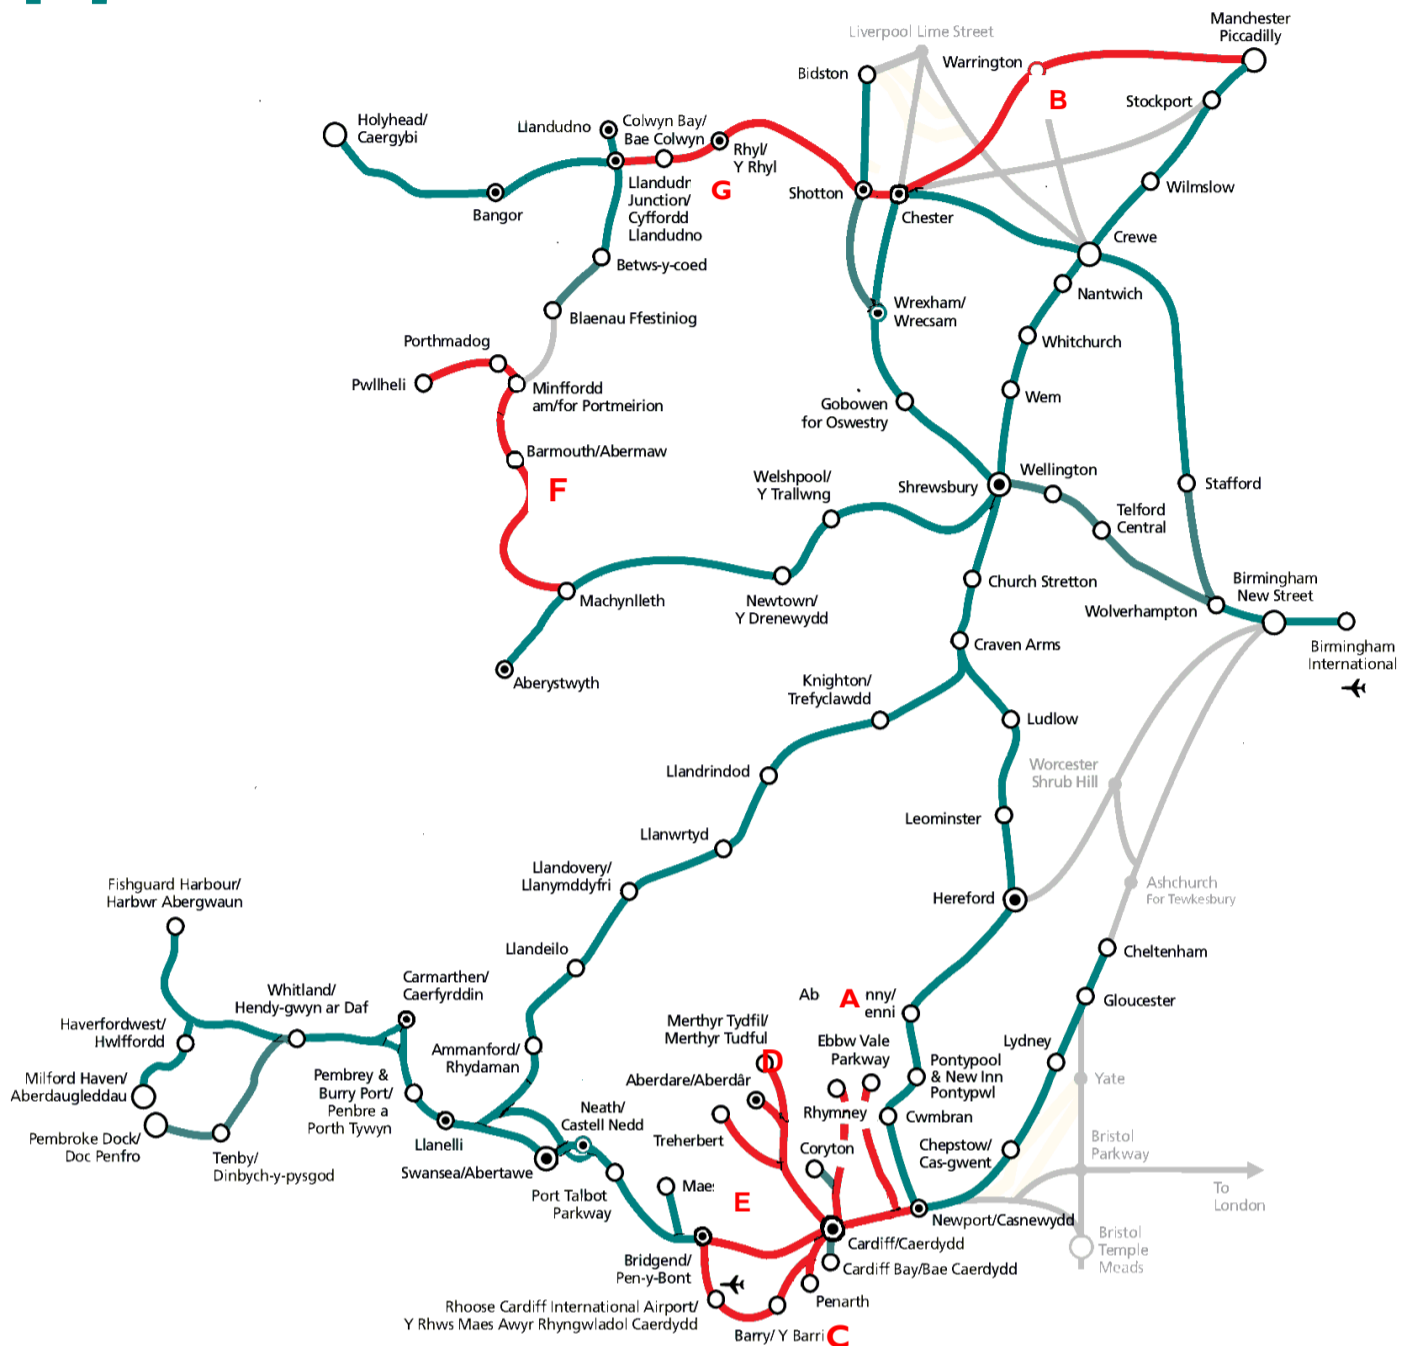 Manchester
Piccadilly
Liverpool Lime Street
Warrington
Bidston
B
Stockport
Holyhead/
Caergybi
Llandudno
Colwyn Bay/
Bae Colwyn
Rhyl/
Y Rhyl
G
Llandudr
Junction/
Cyffordd
Llandudno
Bangor
Shotton
Chester
Wilmslow
Crewe
Betws-y-coed
Nantwich
Wrexham/
Wrecsam
Blaenau Ffestiniog
Porthmadog
Whitchurch
Pwllheli
Minffordd
am/for Portmeirion
Wem
Gobowen
for Oswestry
Barmouth/Abermaw
F
Welshpool/
Y Trallwng
Shrewsbury
Wellington
Stafford
Telford
Central
Machynlleth
Newtown/
Y Drenewydd
Church Stretton
Birmingham
New Street
Wolverhampton
Craven Arms
Birmingham
International
Aberystwyth
Knighton/
Trefyclawdd
Ludlow
Llandrindod
Worcester
Shrub Hill
Leominster
Llanwrtyd
Llandovery/
Llanymddyfri
Fishguard Harbour/
Harbwr Abergwaun
Hereford
Ashchurch
For Tewkesbury
Llandeilo
Cheltenham
Whitland/
Hendy-gwyn ar Daf
Carmarthen/
Caerfyrddin
Ab
A
nny/
enni
Gloucester
Haverfordwest/
Hwlffordd
Merthyr Tydfil/
Merthyr Tudful
D
Ebbw Vale
Parkway
Lydney
Ammanford/
Rhydaman
Milford Haven/
Aberdaugleddau
Pembrey &
Burry Port/
Penbre a
Porth Tywyn
Aberdare/Aberdâr
Pontypool
& New Inn
Pontypwl
Yate
Neath/
Castell Nedd
Rhymney
Cwmbran
Pembroke Dock/
Doc Penfro
Tenby/
Dinbych-y-pysgod
Llanelli
Treherbert
Coryton
Chepstow/
Cas-gwent
Bristol
Parkway
Swansea/Abertawe
Port Talbot
Parkway
Maes
E
To
London
Newport/Casnewydd
Cardiff/Caerdydd
Bristol
Temple
Meads
Bridgend/
Pen-y-Bont
Cardiff Bay/Bae Caerdydd
Rhoose Cardiff International Airport/
Y Rhws Maes Awyr Rhyngwladol Caerdydd
Penarth
Barry/ Y Barri
C